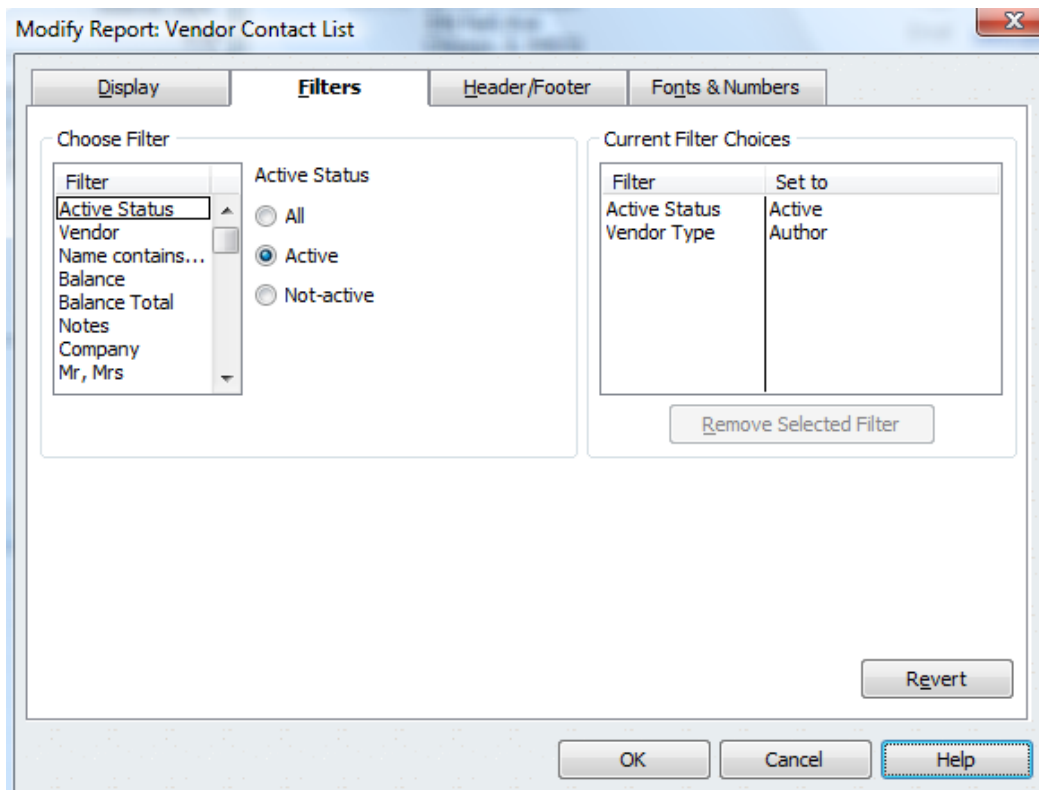 Modify Report: Vendor Contact List
x
Display Filters Header/Footer Fonts & Numbers
Choose Filter
Filter
Active Status
Vendor
Name contains...
Balance
Balance Total
Notes
Company
Mr, Mrs
Active Status
All
Active
Not-active
Current Filter Choices
Filter Set to
Active Status Active
Vendor Type Author
Remove Selected Filter
Revert
OK Cancel Help